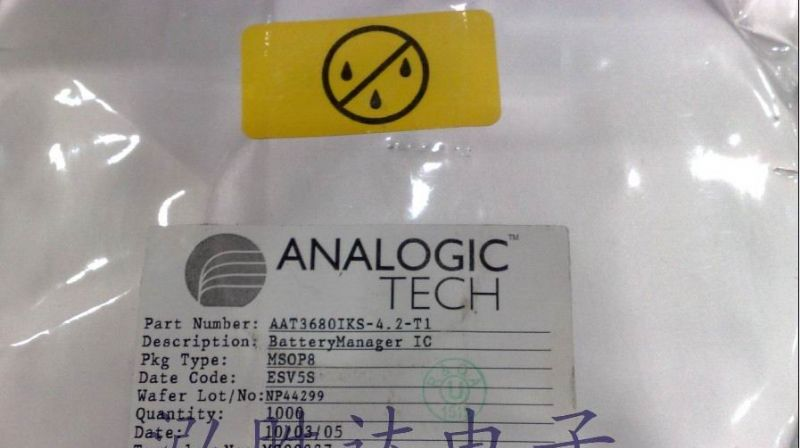 ANALOGIC™
TECH
Part Number: AAT3680IKS-4.2-T1
Description: BatteryManager IC
Pkg Type: MSOP8
Date Code: ESV5S
Wafer Lot/No: NP44299
Quantity: 1000
Date: 10/03/05